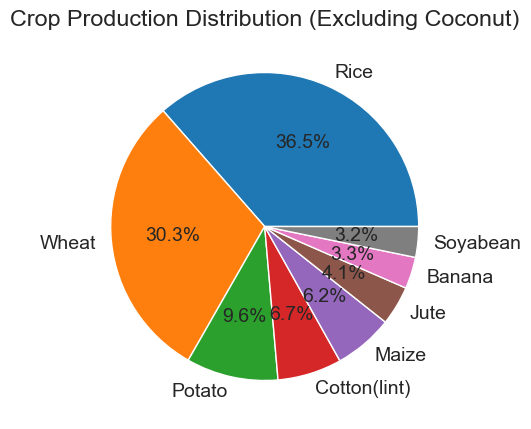 Crop Production Distribution (Excluding Coconut)
Rice
36.5%
Wheat
30.3%
Potato
9.6%
Cotton(lint)
6.7%
Maize
6.2%
Jute
4.1%
Banana
3.3%
Soyabean
3.2%